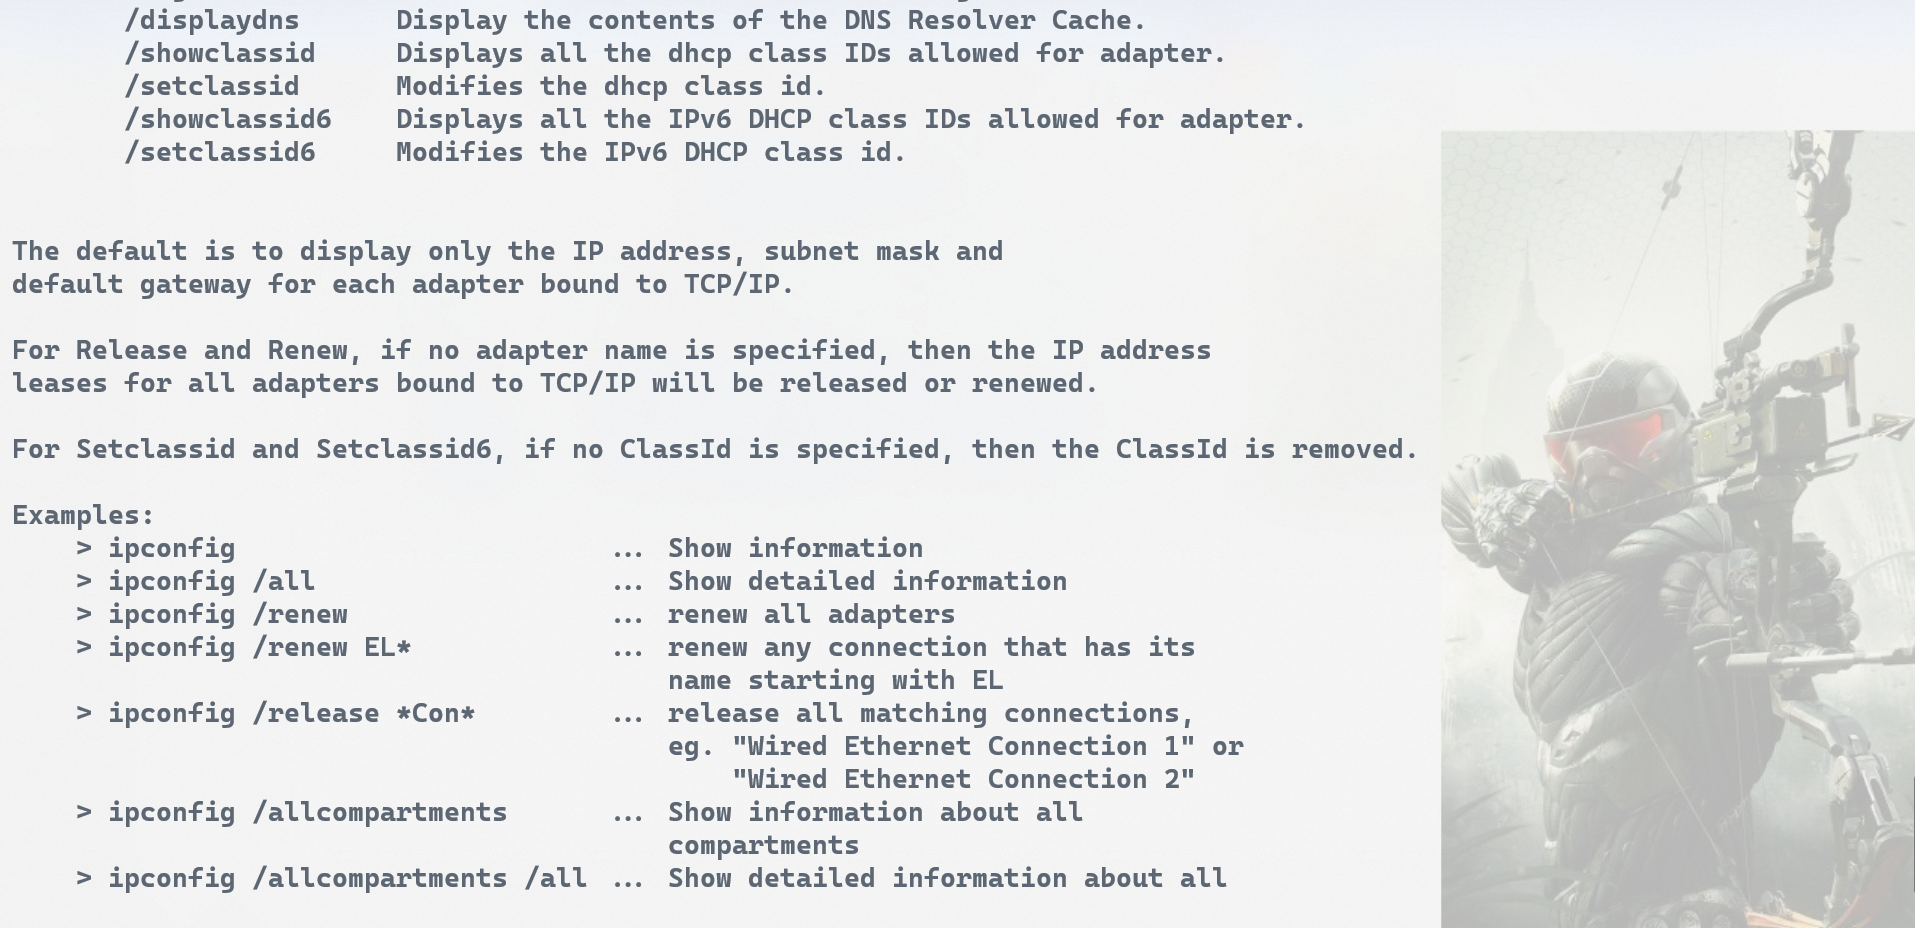 /displaydns Display the contents of the DNS Resolver Cache.
/showclassid Displays all the dhcp class IDs allowed for adapter.
/setclassid Modifies the dhcp class id.
/showclassid6 Displays all the IPv6 DHCP class IDs allowed for adapter.
/setclassid6 Modifies the IPv6 DHCP class id.
The default is to display only the IP address, subnet mask and
default gateway for each adapter bound to TCP/IP.
For Release and Renew, if no adapter name is specified, then the IP address
leases for all adapters bound to TCP/IP will be released or renewed.
For Setclassid and Setclassid6, if no ClassId is specified, then the ClassId is removed.
Examples:
> ipconfig ... Show information
> ipconfig /all ... Show detailed information
> ipconfig /renew ... renew all adapters
> ipconfig /renew EL* ... renew any connection that has its
name starting with EL
> ipconfig /release *Con* ... release all matching connections,
eg. "Wired Ethernet Connection 1" or
"Wired Ethernet Connection 2"
> ipconfig /allcompartments ... Show information about all
compartments
> ipconfig /allcompartments /all ... Show detailed information about all